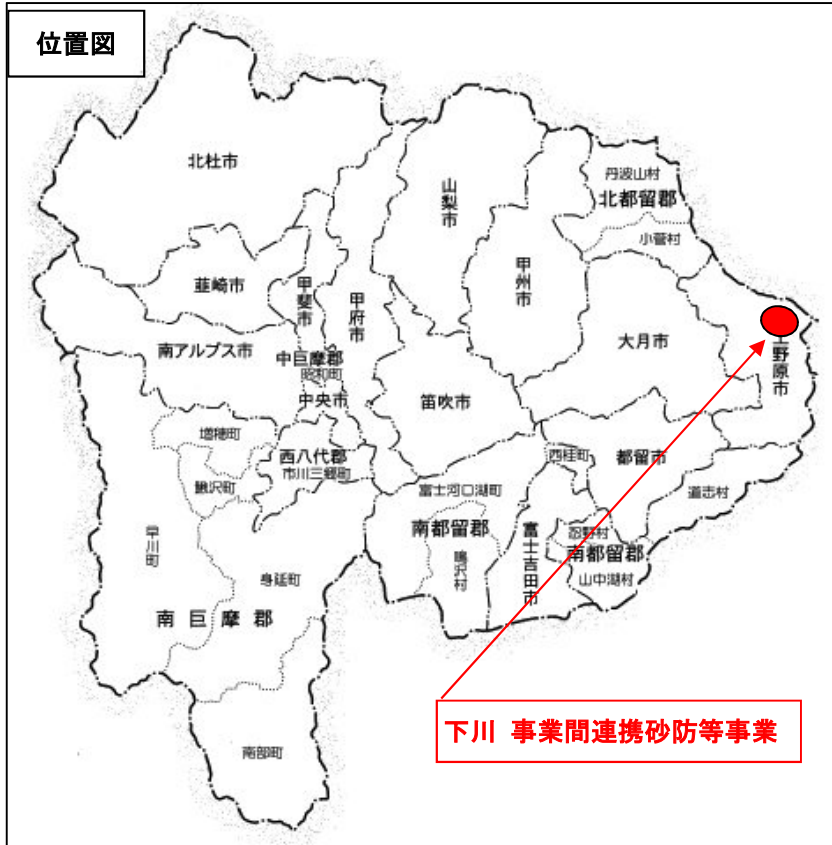 位置図
北杜市
丹波山村
北都留郡
小菅村
山梨市
甲州市
韮崎市
甲斐市
甲府市
大月市
野原市
南アルプス市
中巨摩郡
昭和町
中央市
笛吹市
増穂町
西八代郡
市川三郷町
鰍沢町
西桂町
都留市
道志村
富士河口湖町
早川町
南都留郡
鳴沢村
富士吉田市
忍野村
南都留郡
山中湖村
身延町
南巨摩郡
下川 事業間連携砂防等事業
南部町